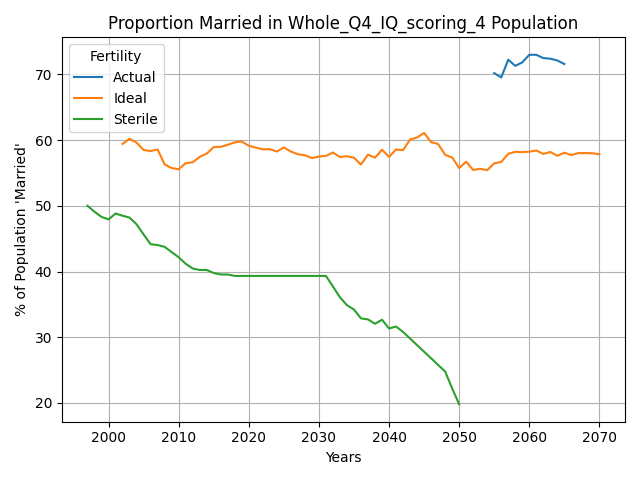 Proportion Married in Whole_Q4_IQ_scoring_4 Population
Fertility
Actual
Ideal
Sterile
% of Population 'Married'
70
60
50
40
30
20
2000 2010 2020 2030 2040 2050 2060 2070
Years